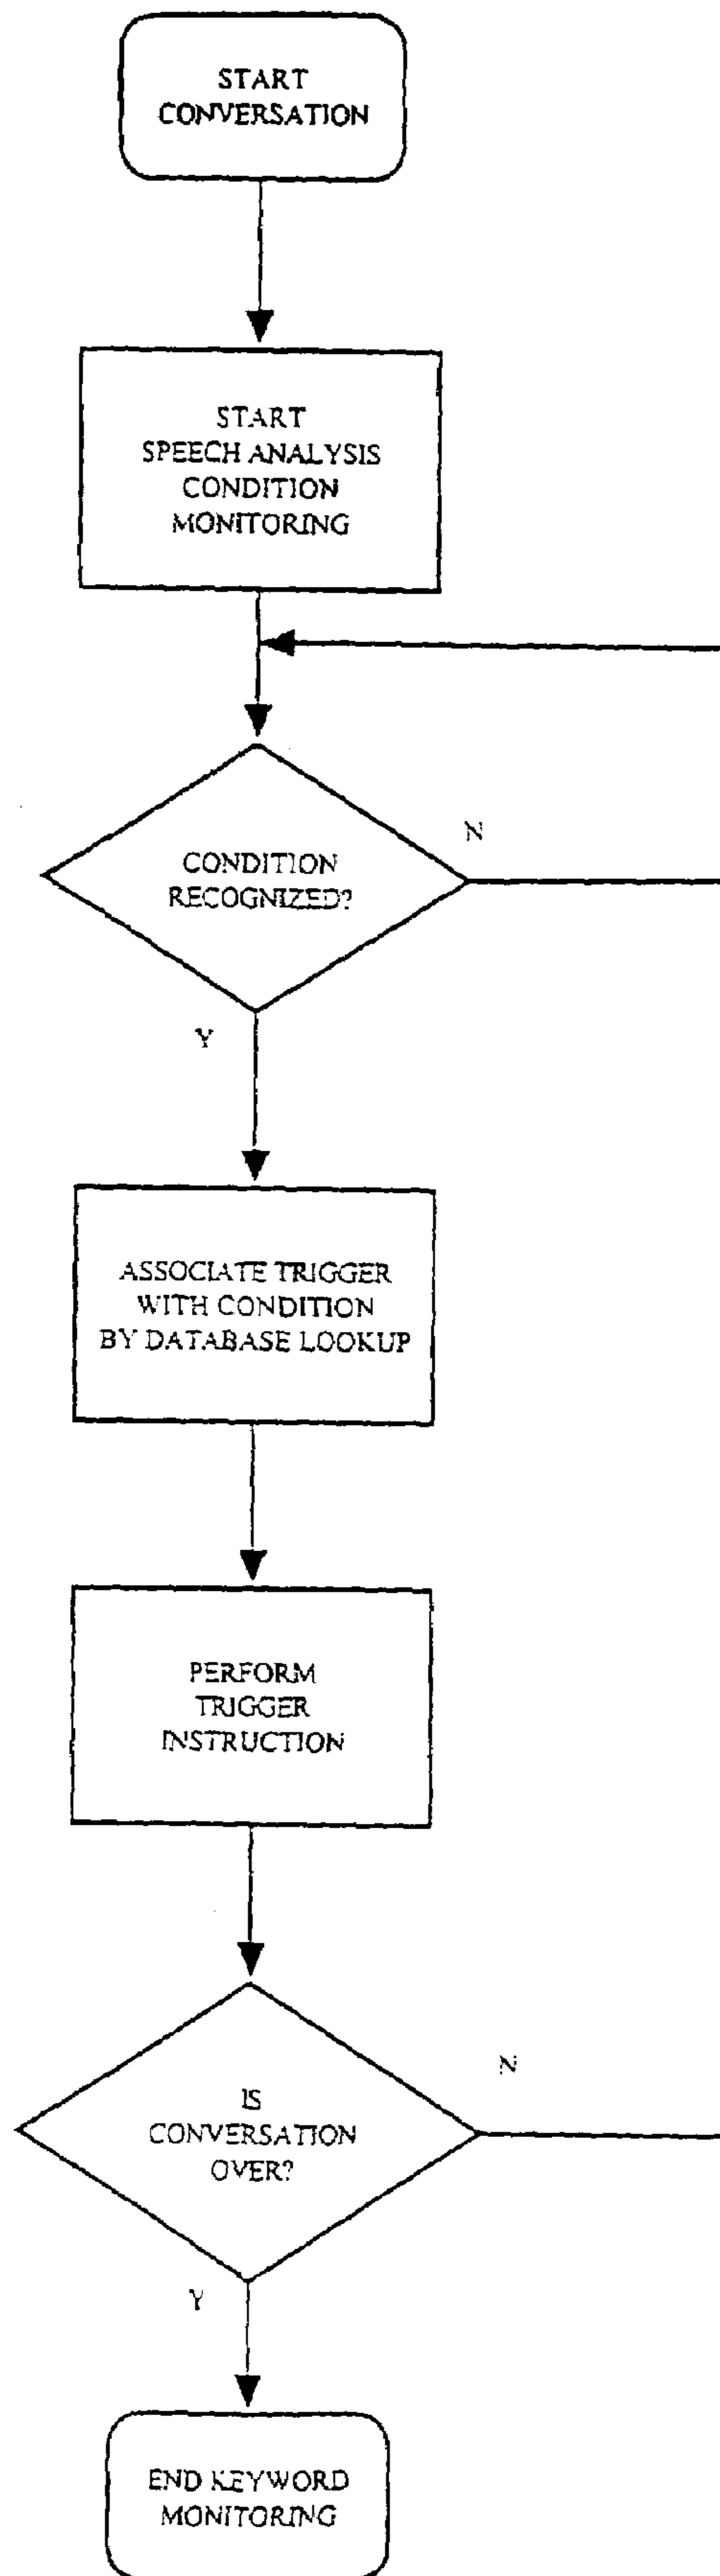 START
CONVERSATION
START
SPEECH ANALYSIS
CONDITION
MONITORING
N
CONDITION
RECOGNIZED?
Y
ASSOCIATE TRIGGER
WITH CONDITION
BY DATABASE LOOKUP
PERFORM
TRIGGER
INSTRUCTION
N
IS
CONVERSATION
OVER?
Y
END KEYWORD
MONITORING